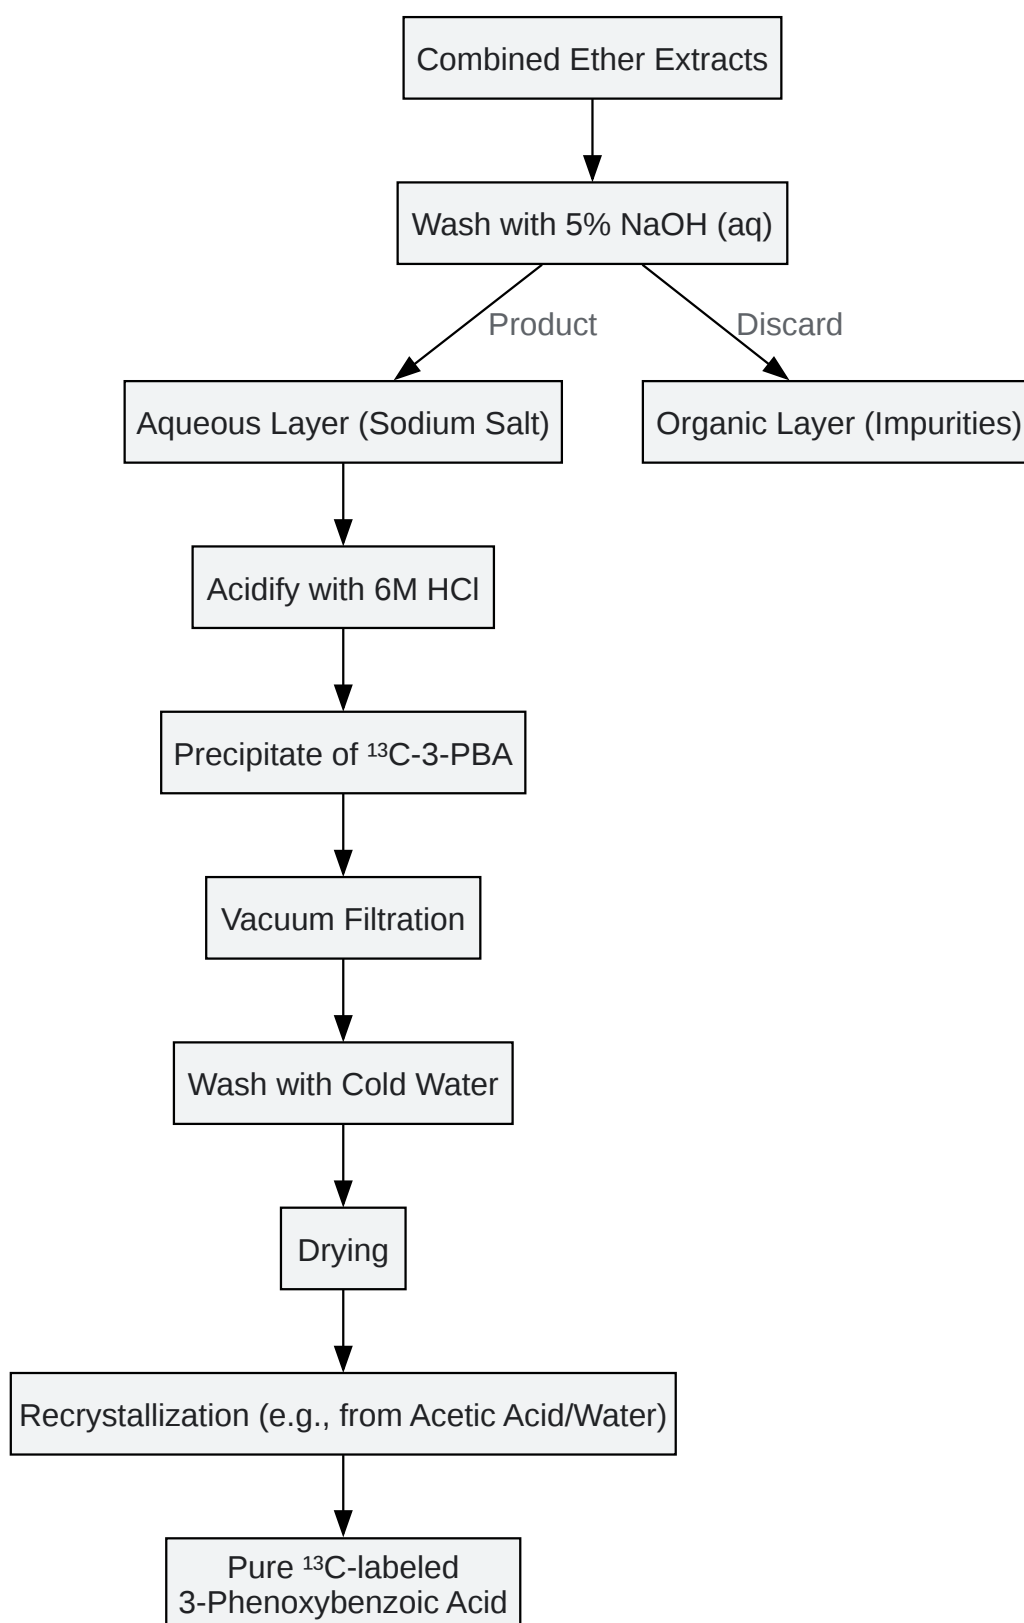 Combined Ether Extracts
Wash with 5% NaOH (aq)
Product
Discard
Aqueous Layer (Sodium Salt)
Organic Layer (Impurities)
Acidify with 6M HCl
Precipitate of ¹³C-3-PBA
Vacuum Filtration
Wash with Cold Water
Drying
Recrystallization (e.g., from Acetic Acid/Water)
Pure ¹³C-labeled
3-Phenoxybenzoic Acid